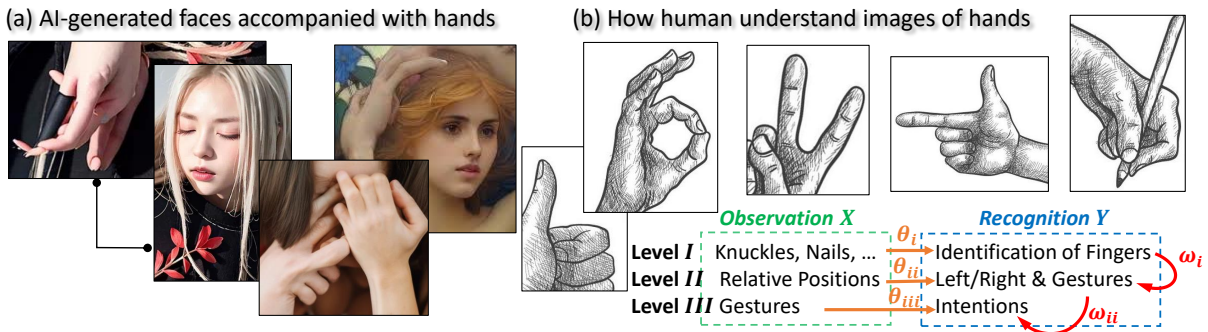 (a) AI-generated faces accompanied with hands
(b) How human understand images of hands
Observation X
Recognition Y
Level I Knuckles, Nails, … θi Identification of Fingers
ωi
Level II Relative Positions θii Left/Right & Gestures
Level III Gestures θiii Intentions
ωii